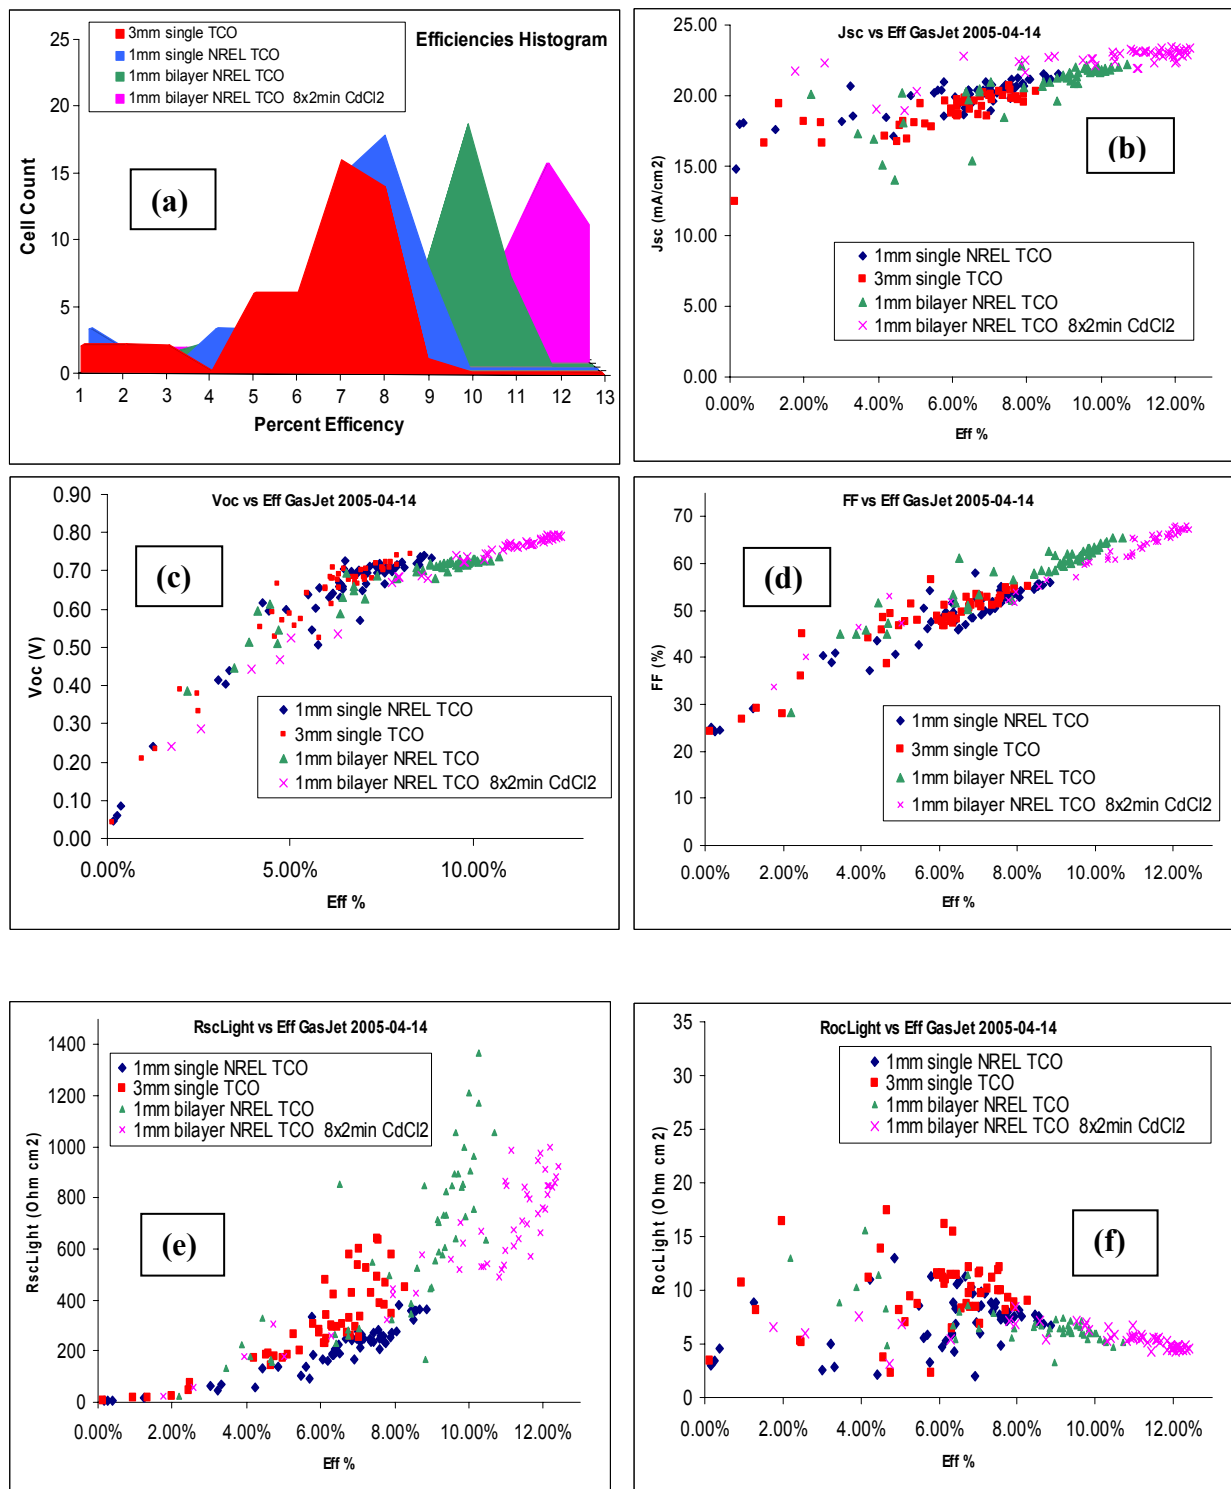 Efficiencies Histogram
3mm single TCO
1mm single NREL TCO
1mm bilayer NREL TCO
1mm bilayer NREL TCO 8x2min CdCl2
(a)
Cell Count
25
20
15
10
5
0
1 2 3 4 5 6 7 8 9 10 11 12 13
Percent Efficency
Jsc vs Eff GasJet 2005-04-14
(b)
Jsc (mA/cm2)
25.00
20.00
15.00
10.00
5.00
0.00
1mm single NREL TCO
3mm single TCO
1mm bilayer NREL TCO
1mm bilayer NREL TCO 8x2min CdCl2
0.00% 2.00% 4.00% 6.00% 8.00% 10.00% 12.00%
Eff %
Voc vs Eff GasJet 2005-04-14
(c)
Voc (V)
0.90
0.80
0.70
0.60
0.50
0.40
0.30
0.20
0.10
0.00
1mm single NREL TCO
3mm single TCO
1mm bilayer NREL TCO
1mm bilayer NREL TCO 8x2min CdCl2
0.00% 5.00% 10.00%
Eff %
FF vs Eff GasJet 2005-04-14
(d)
FF (%)
70
60
50
40
30
20
10
0
1mm single NREL TCO
3mm single TCO
1mm bilayer NREL TCO
1mm bilayer NREL TCO 8x2min CdCl2
0.00% 2.00% 4.00% 6.00% 8.00% 10.00% 12.00%
Eff %
RscLight vs Eff GasJet 2005-04-14
1mm single NREL TCO
3mm single TCO
1mm bilayer NREL TCO
1mm bilayer NREL TCO 8x2min CdCl2
(e)
RscLight (Ohm cm2)
1400
1200
1000
800
600
400
200
0
0.00% 2.00% 4.00% 6.00% 8.00% 10.00% 12.00%
Eff %
RocLight vs Eff GasJet 2005-04-14
1mm single NREL TCO
3mm single TCO
1mm bilayer NREL TCO
1mm bilayer NREL TCO 8x2min CdCl2
(f)
RocLight (Ohm cm2)
35
30
25
20
15
10
5
0
0.00% 2.00% 4.00% 6.00% 8.00% 10.00% 12.00%
Eff %